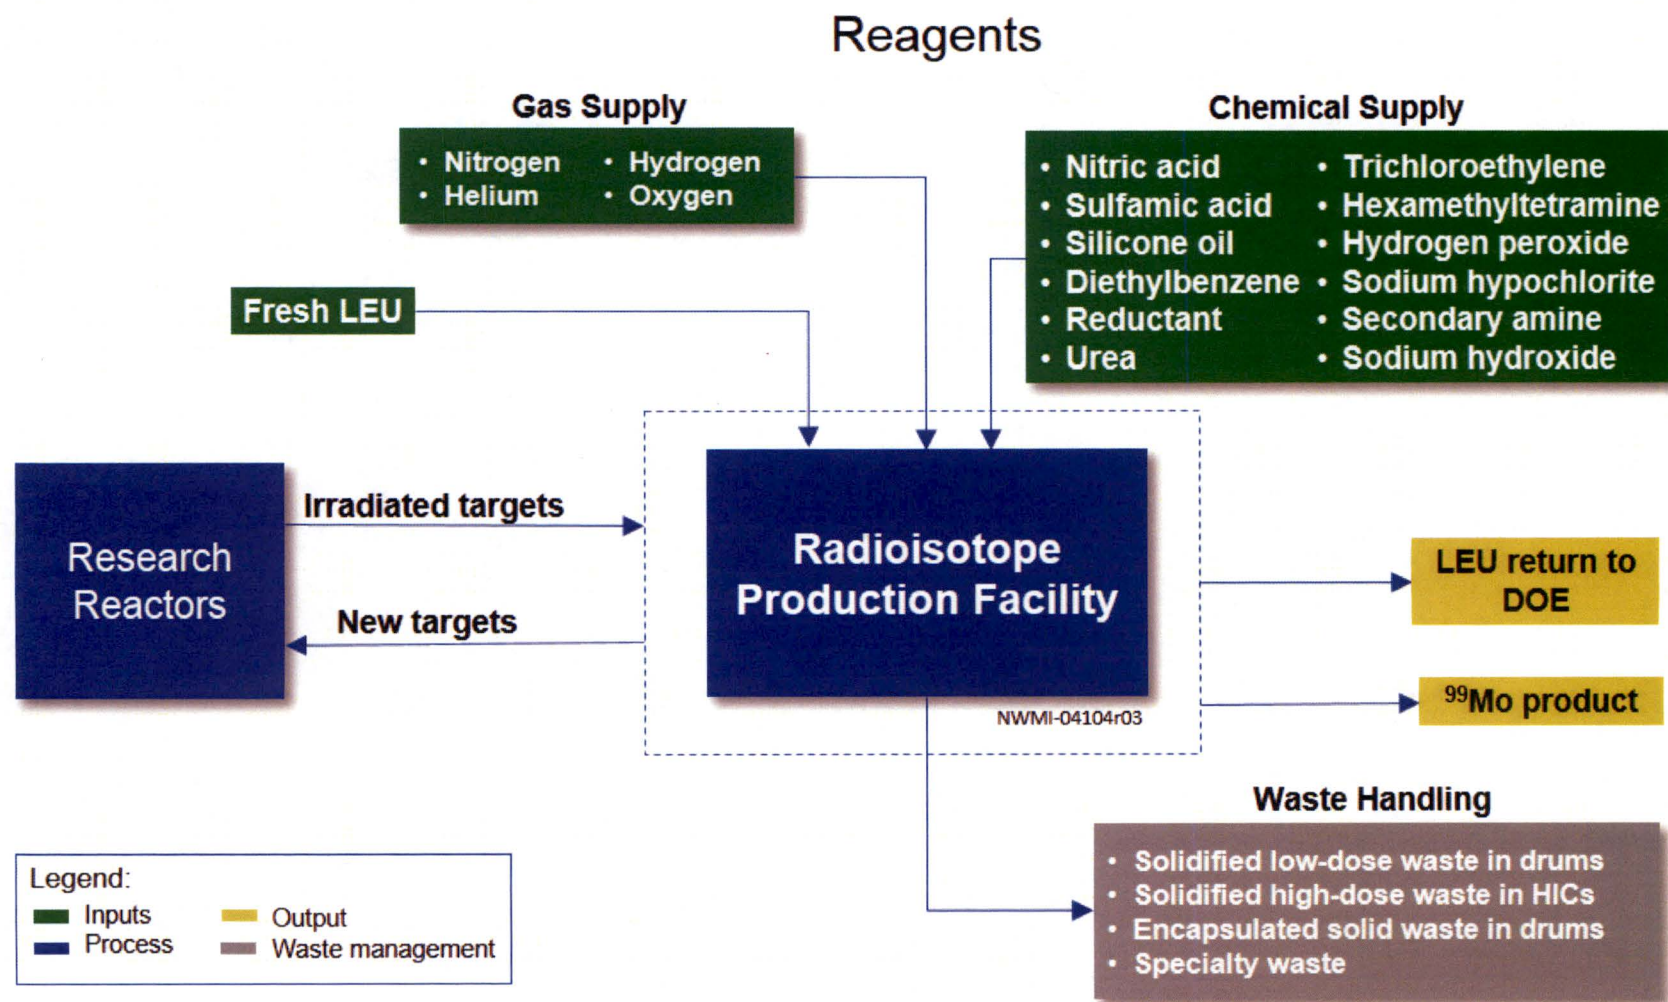 Reagents
Gas Supply
• Nitrogen
• Helium
• Hydrogen
• Oxygen
Chemical Supply
• Nitric acid
• Sulfamic acid
• Silicone oil
• Diethylbenzene
• Reductant
• Urea
• Trichloroethylene
• Hexamethyltetramine
• Hydrogen peroxide
• Sodium hypochlorite
• Secondary amine
• Sodium hydroxide
Fresh LEU
Research
Reactors
Irradiated targets
New targets
Radioisotope
Production Facility
NWMI-04104r03
LEU return to
DOE
⁹⁹Mo product
Waste Handling
• Solidified low-dose waste in drums
• Solidified high-dose waste in HICs
• Encapsulated solid waste in drums
• Specialty waste
Legend:
Inputs
Process
Output
Waste management